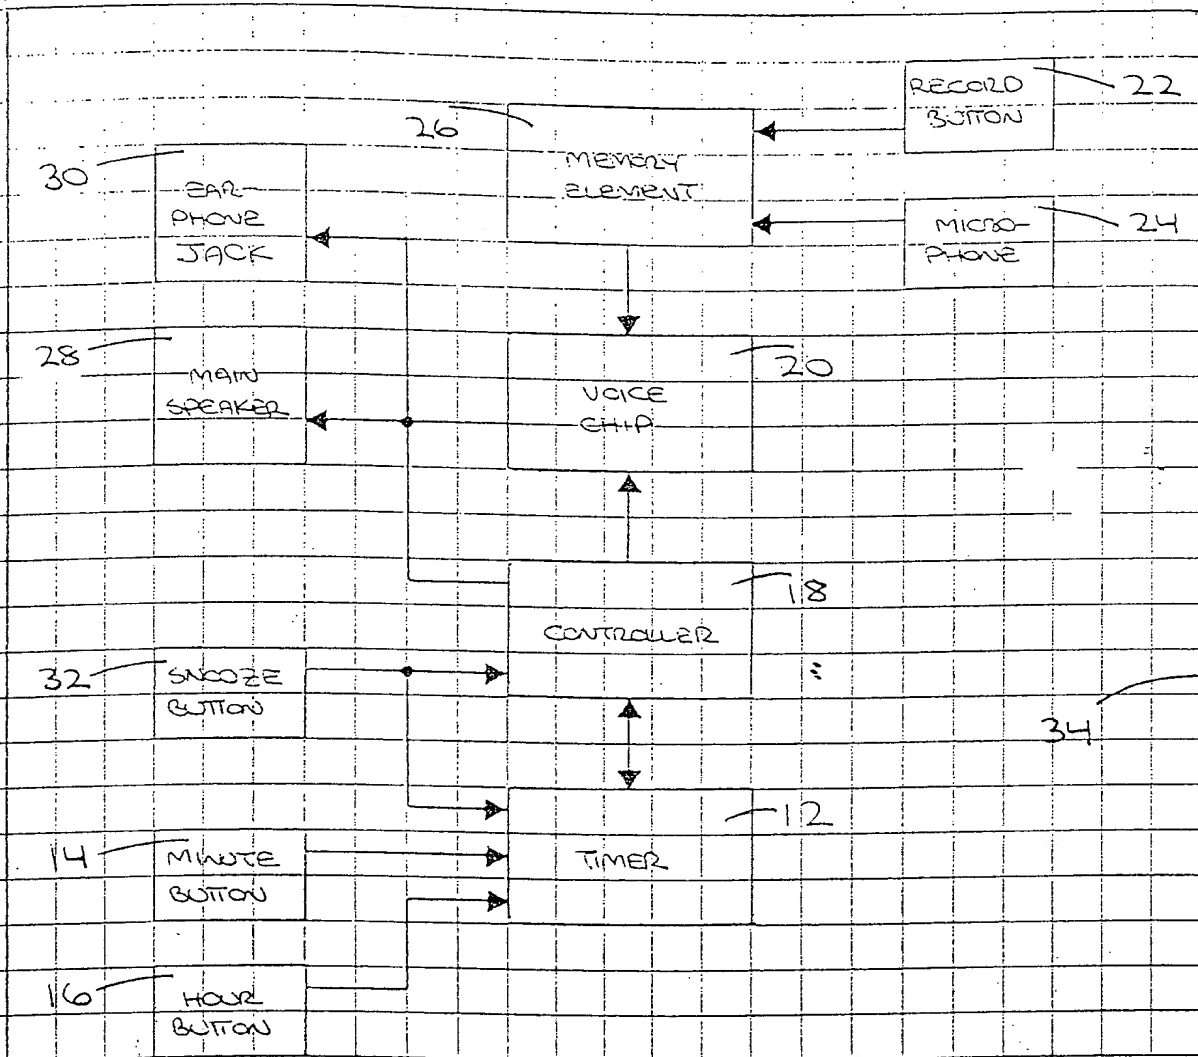 RECORD
BUTTON
22
26
MEMORY
ELEMENT
30
EAR-
PHONE
JACK
MICRO-
PHONE
24
28
MAIN
SPEAKER
VOICE
CHIP
20
18
CONTROLLER
32
SNOOZE
BUTTON
34
12
14
MINUTE
BUTTON
TIMER
16
HOUR
BUTTON